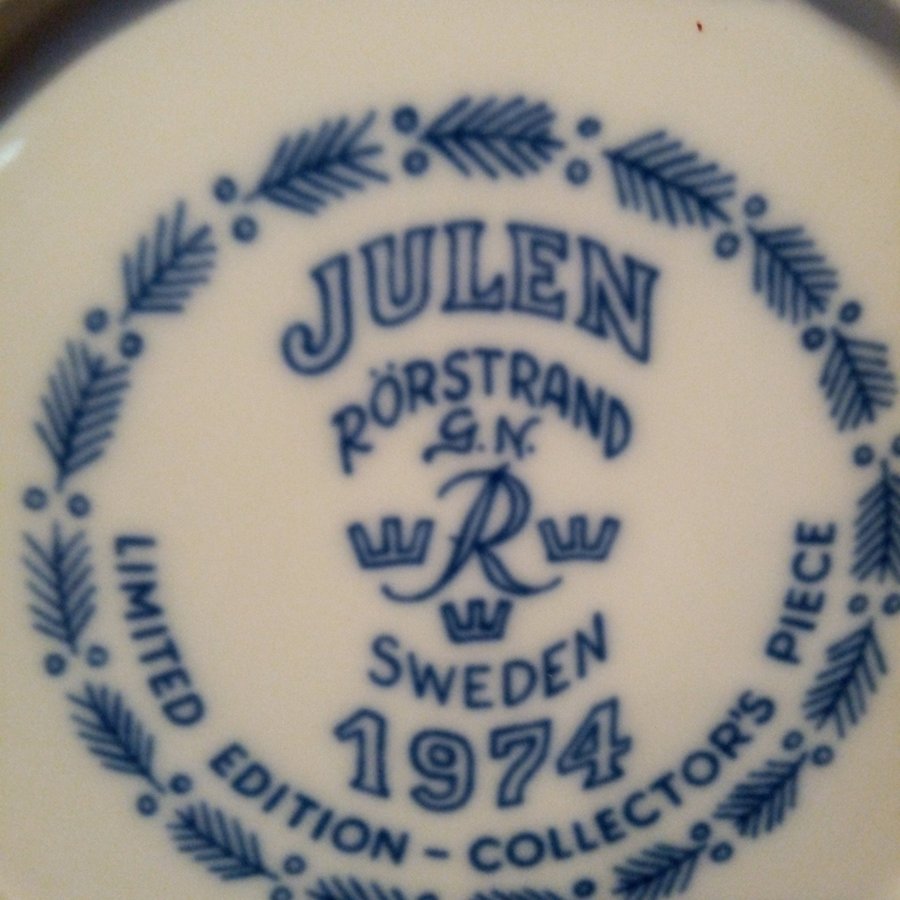 JULEN
RÖRSTRAND
G.N.
R
SWEDEN
1974
LIMITED EDITION - COLLECTOR'S PIECE